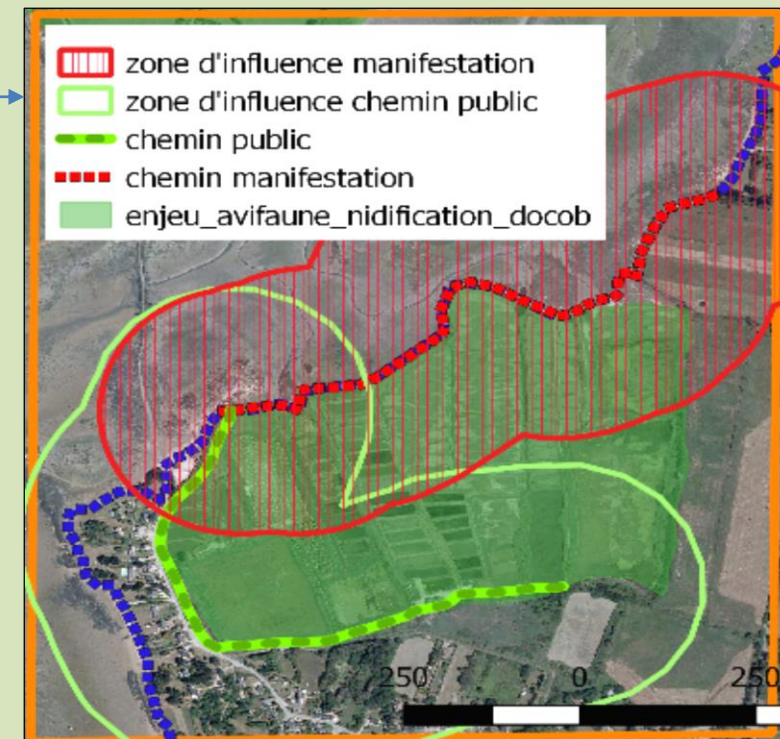 zone d'influence manifestation
zone d'influence chemin public
chemin public
chemin manifestation
enjeu_avifaune_nidification_docob
250 0 250